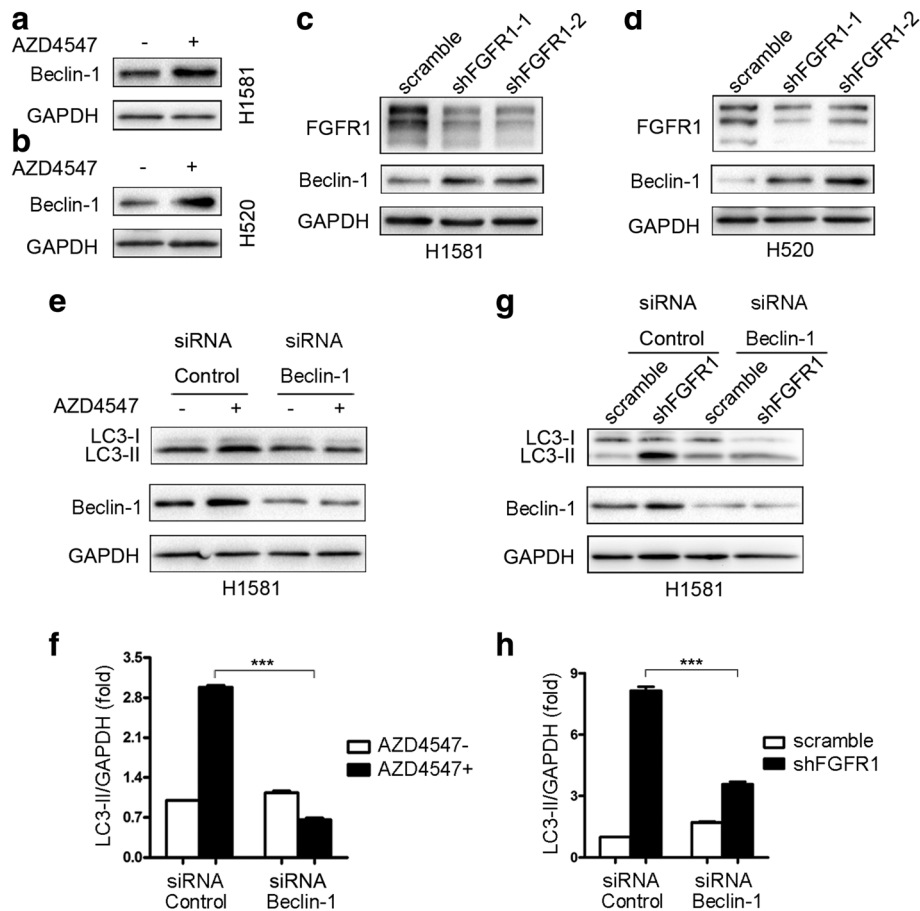 a
AZD4547 - +
Beclin-1
GAPDH
H1581
b
AZD4547 - +
Beclin-1
GAPDH
H520
c
scramble shFGFR1-1 shFGFR1-2
FGFR1
Beclin-1
GAPDH
H1581
d
scramble shFGFR1-1 shFGFR1-2
FGFR1
Beclin-1
GAPDH
H520
e
siRNA siRNA
Control Beclin-1
AZD4547 - + - +
LC3-I
LC3-II
Beclin-1
GAPDH
H1581
g
siRNA siRNA
Control Beclin-1
scramble shFGFR1 scramble shFGFR1
LC3-I
LC3-II
Beclin-1
GAPDH
H1581
f
LC3-II/GAPDH (fold)
3.5
2.8
2.1
1.4
0.7
0.0
***
AZD4547-
AZD4547+
siRNA siRNA
Control Beclin-1
h
LC3-II/GAPDH (fold)
9
6
3
0
***
scramble
shFGFR1
siRNA siRNA
Control Beclin-1